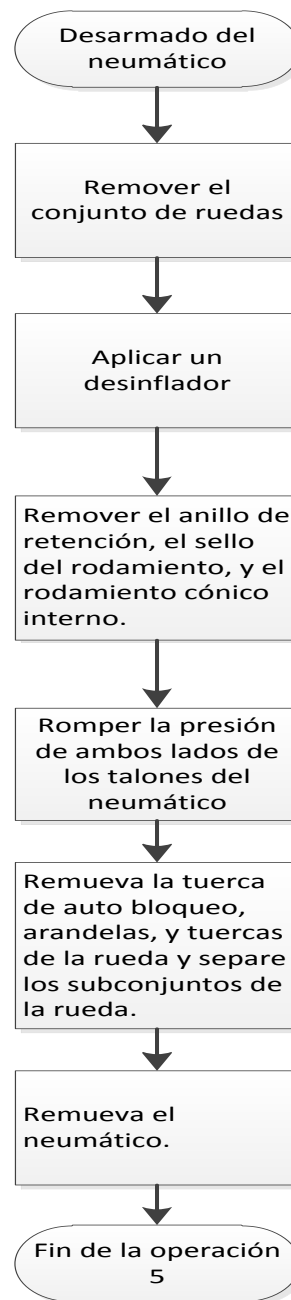 Desarmado del
neumático
Remover el
conjunto de ruedas
Aplicar un
desinflador
Remover el anillo de
retención, el sello
del rodamiento, y el
rodamiento cónico
interno.
Romper la presión
de ambos lados de
los talones del
neumático
Remueva la tuerca
de auto bloqueo,
arandelas, y tuercas
de la rueda y separe
los subconjuntos de
la rueda.
Remueva el
neumático.
Fin de la operación
5